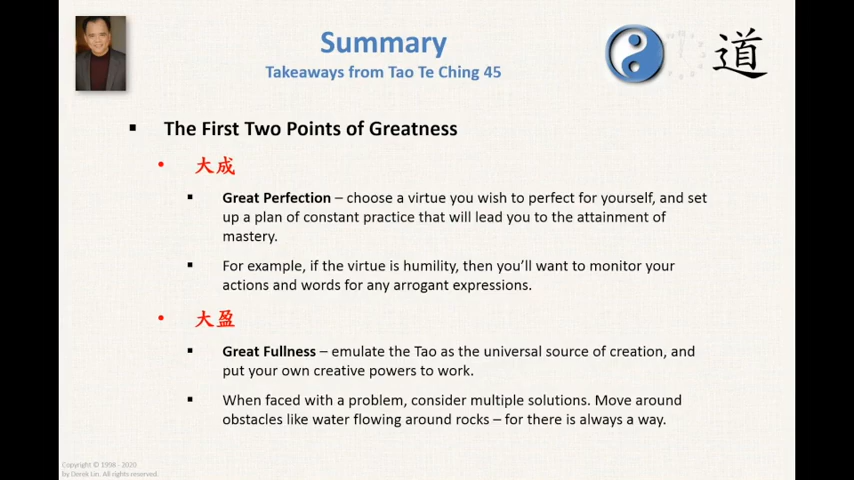 Summary
Takeaways from Tao Te Ching 45
道
▪ The First Two Points of Greatness
• 大成
▪ Great Perfection – choose a virtue you wish to perfect for yourself, and set
up a plan of constant practice that will lead you to the attainment of
mastery.
▪ For example, if the virtue is humility, then you’ll want to monitor your
actions and words for any arrogant expressions.
• 大盈
▪ Great Fullness – emulate the Tao as the universal source of creation, and
put your own creative powers to work.
▪ When faced with a problem, consider multiple solutions. Move around
obstacles like water flowing around rocks – for there is always a way.
Copyright © 1998 - 2020
by Derek Lin. All rights reserved.